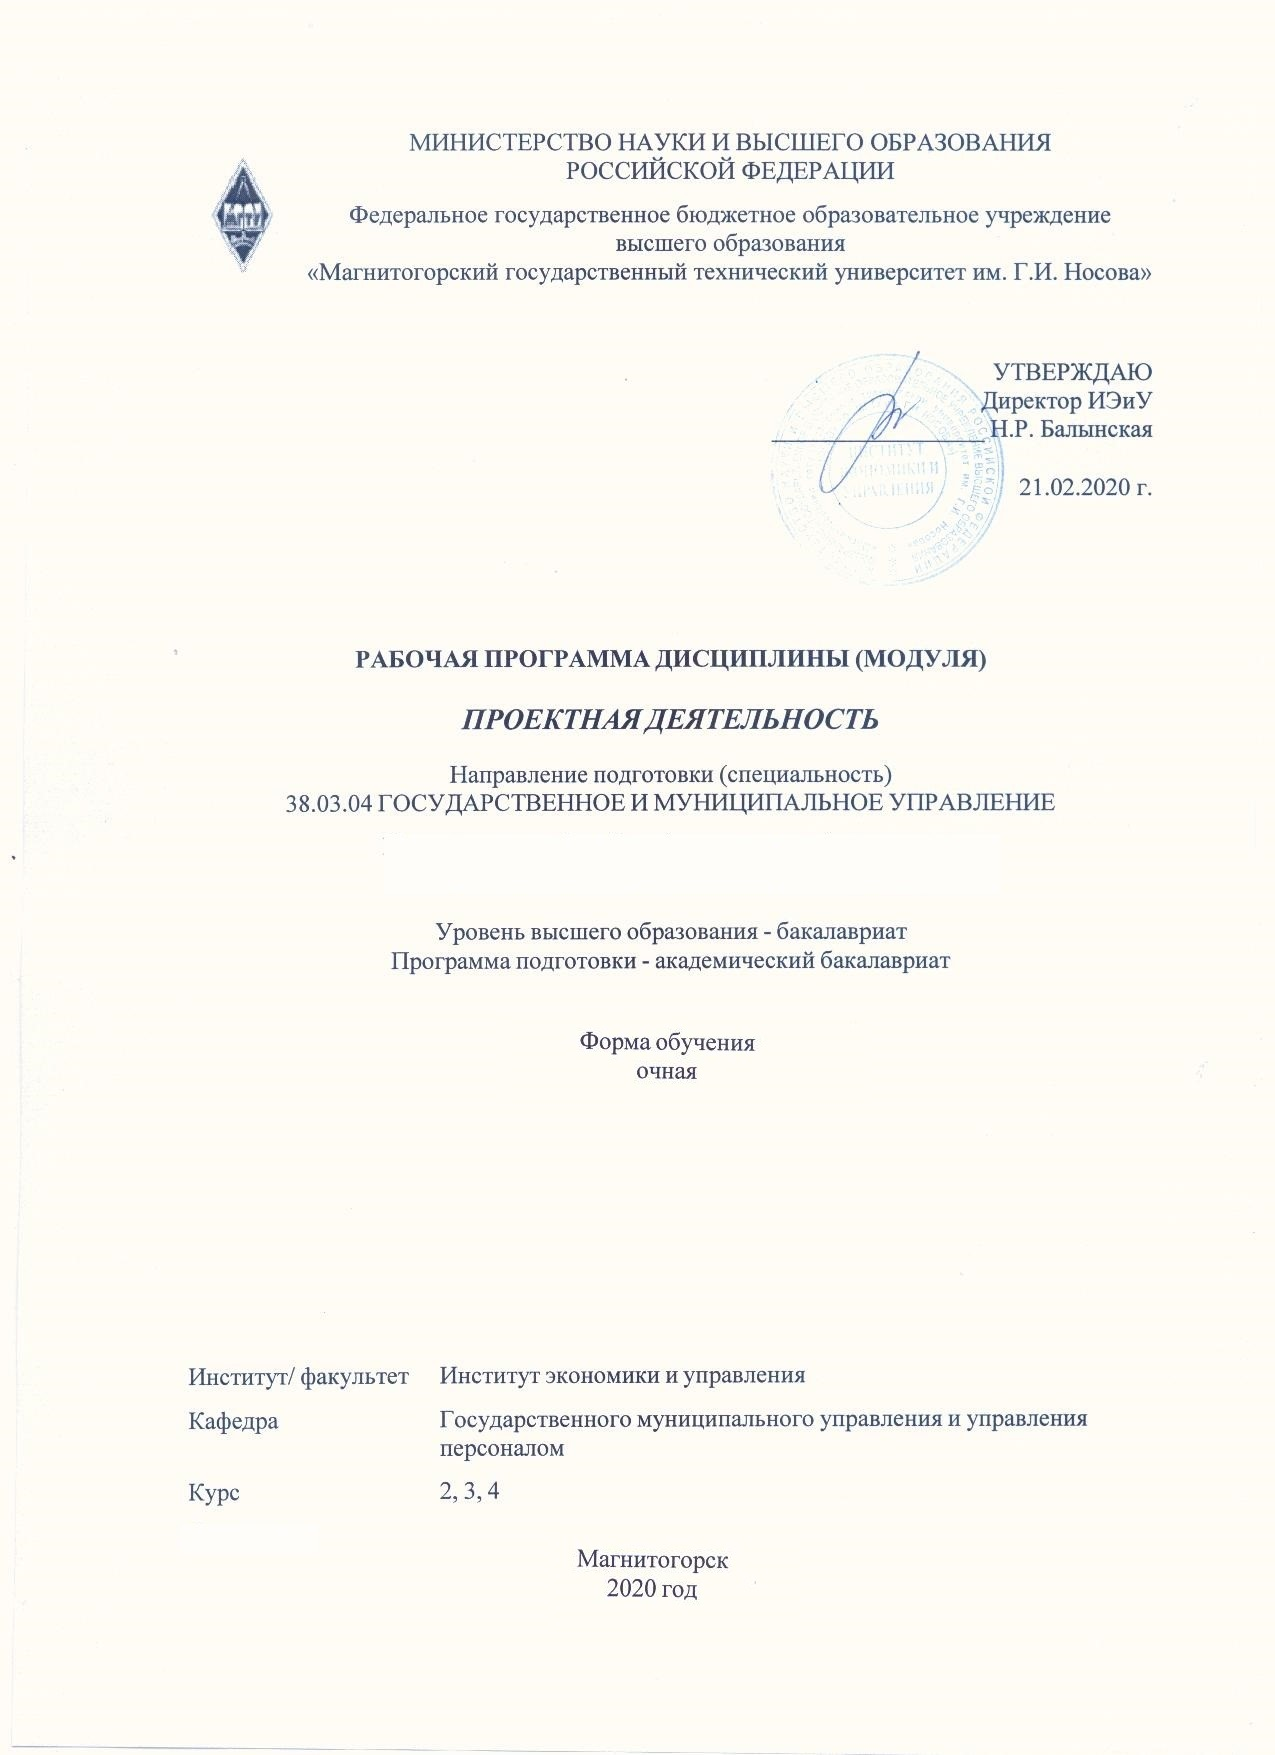 МИНИСТЕРСТВО НАУКИ И ВЫСШЕГО ОБРАЗОВАНИЯ
РОССИЙСКОЙ ФЕДЕРАЦИИ
Федеральное государственное бюджетное образовательное учреждение
высшего образования
«Магнитогорский государственный технический университет им. Г.И. Носова»
УТВЕРЖДАЮ
Директор ИЭиУ
Н.Р. Балынская
21.02.2020 г.
ИНСТИТУТ
ЭКОНОМИКИ И
УПРАВЛЕНИЯ
РАБОЧАЯ ПРОГРАММА ДИСЦИПЛИНЫ (МОДУЛЯ)
ПРОЕКТНАЯ ДЕЯТЕЛЬНОСТЬ
Направление подготовки (специальность)
38.03.04 ГОСУДАРСТВЕННОЕ И МУНИЦИПАЛЬНОЕ УПРАВЛЕНИЕ
Уровень высшего образования - бакалавриат
Программа подготовки - академический бакалавриат
Форма обучения
очная
Институт/ факультет Институт экономики и управления
Кафедра Государственного муниципального управления и управления
персоналом
Курс 2, 3, 4
Магнитогорск
2020 год